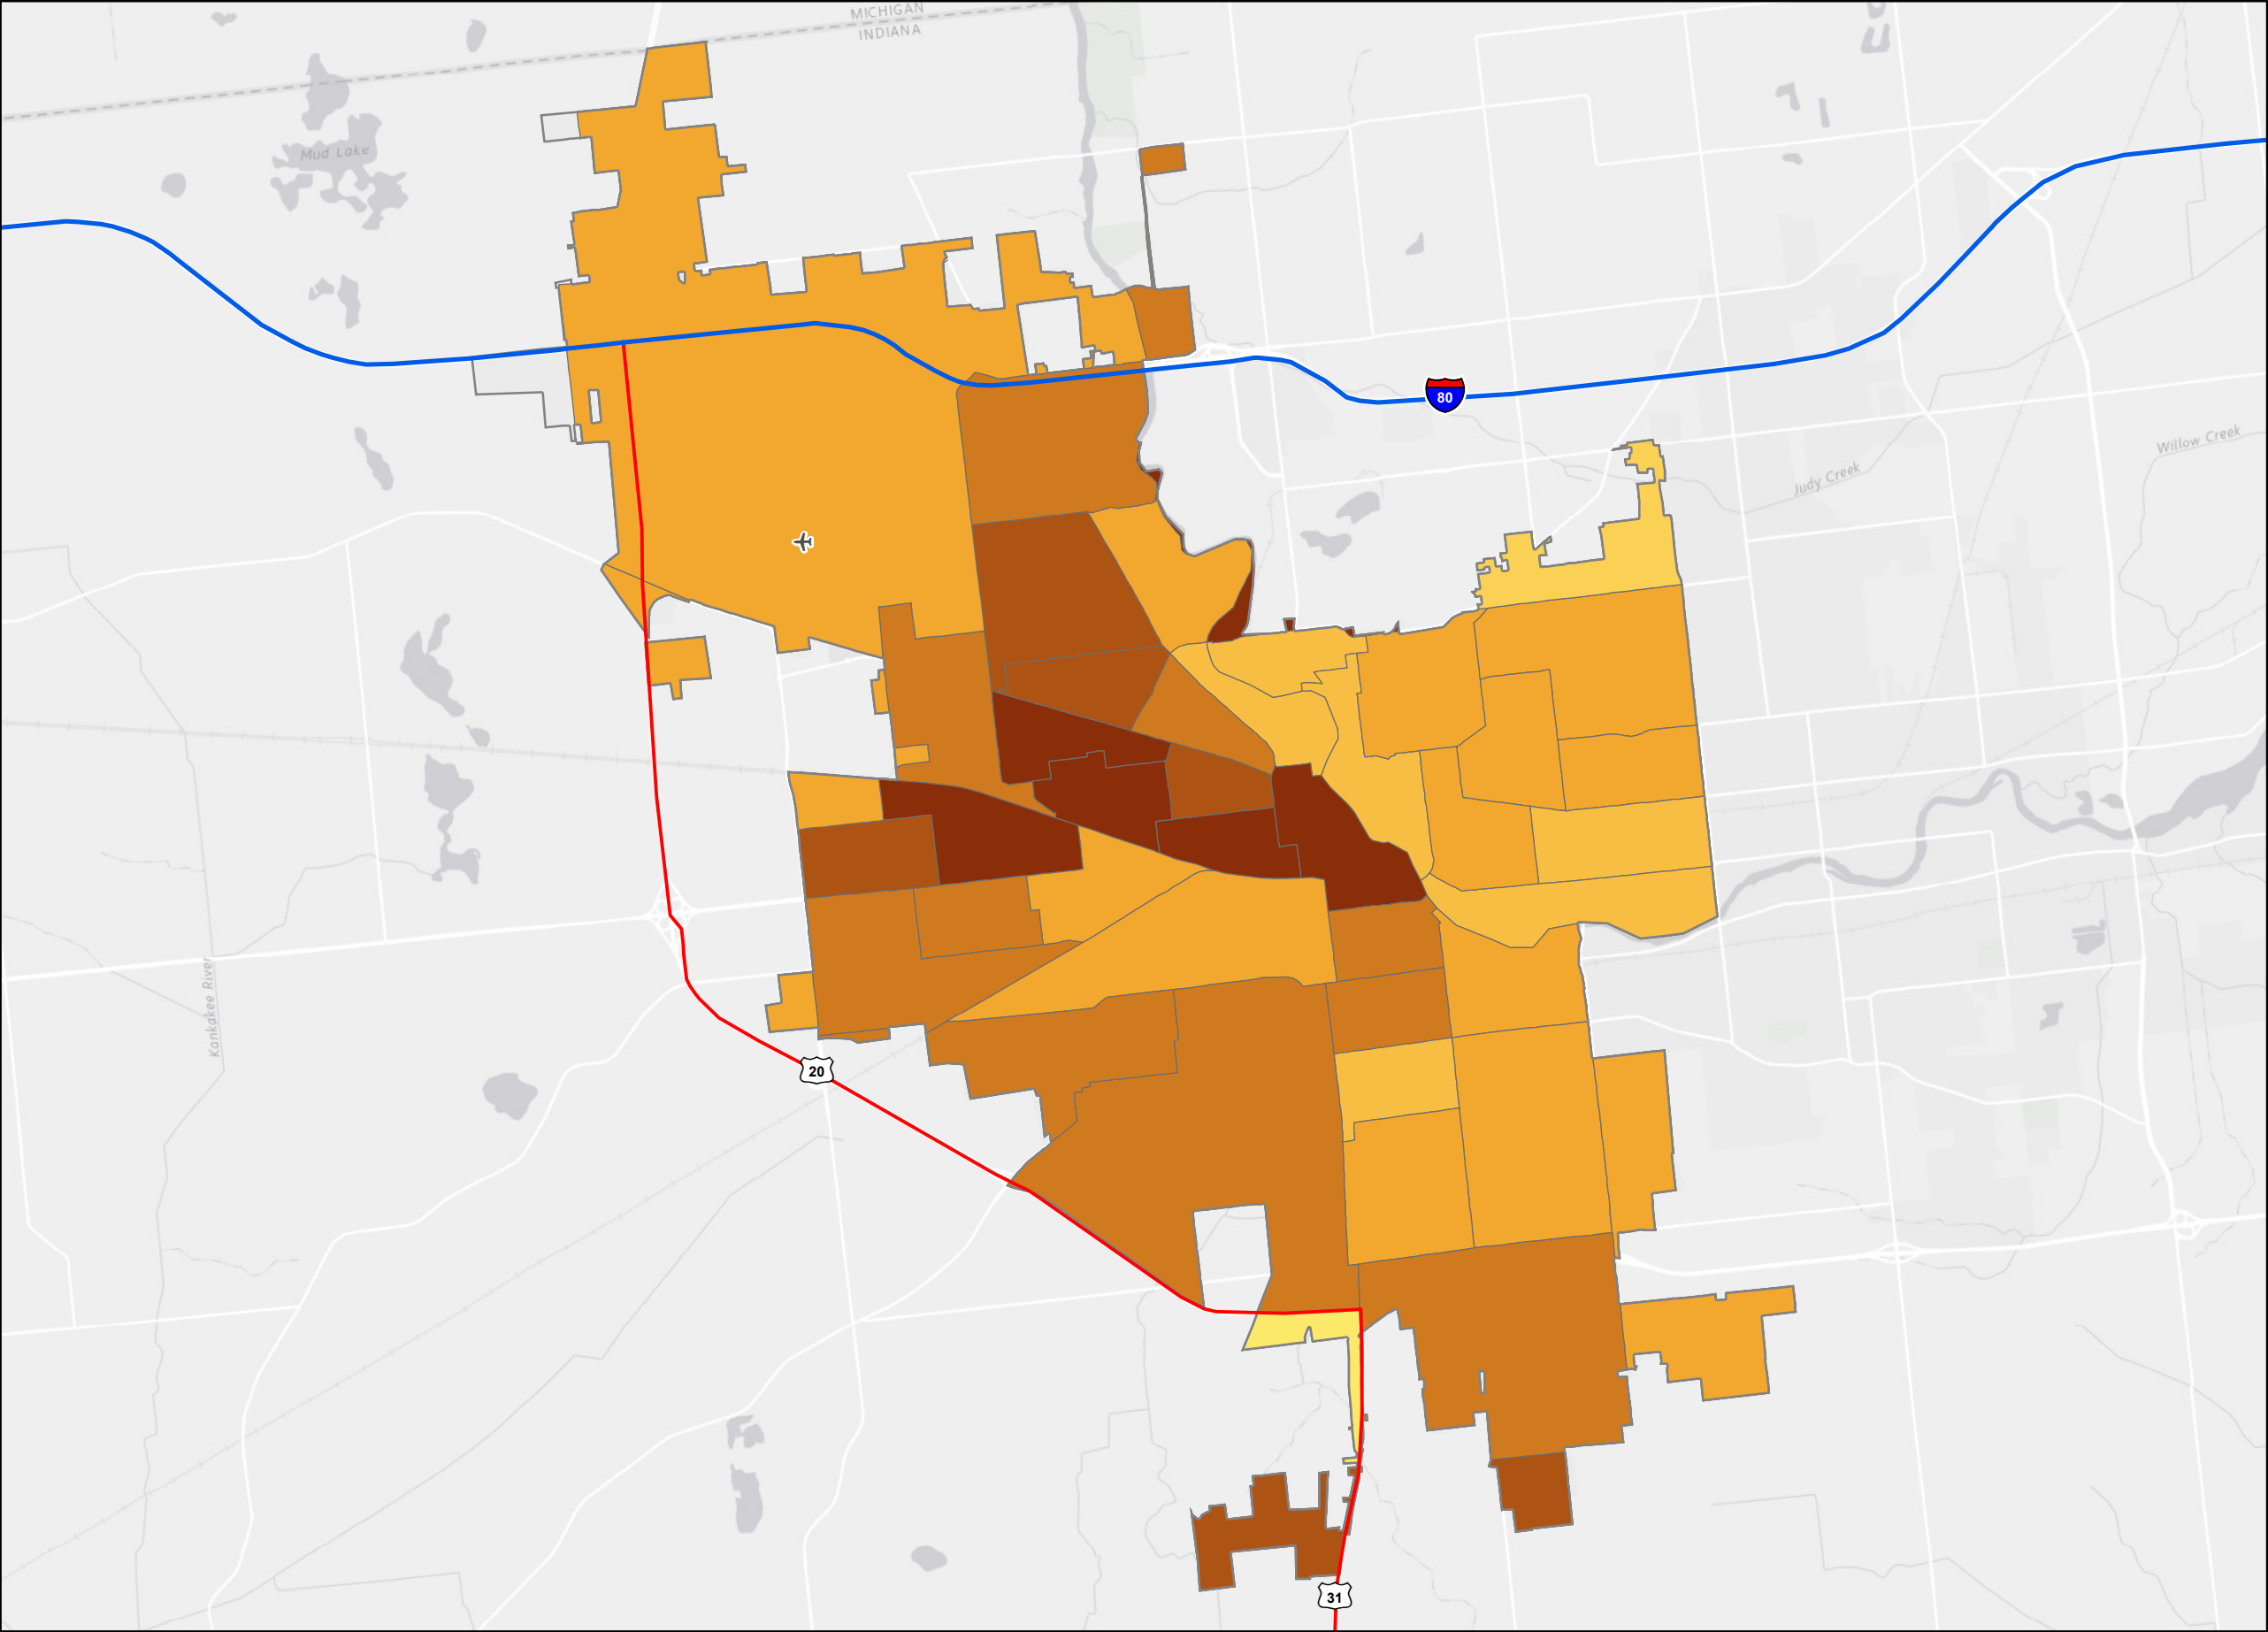 MICHIGAN
INDIANA
Mud Lake
80
Willow Creek
Judy Creek
Kankakee River
20
31